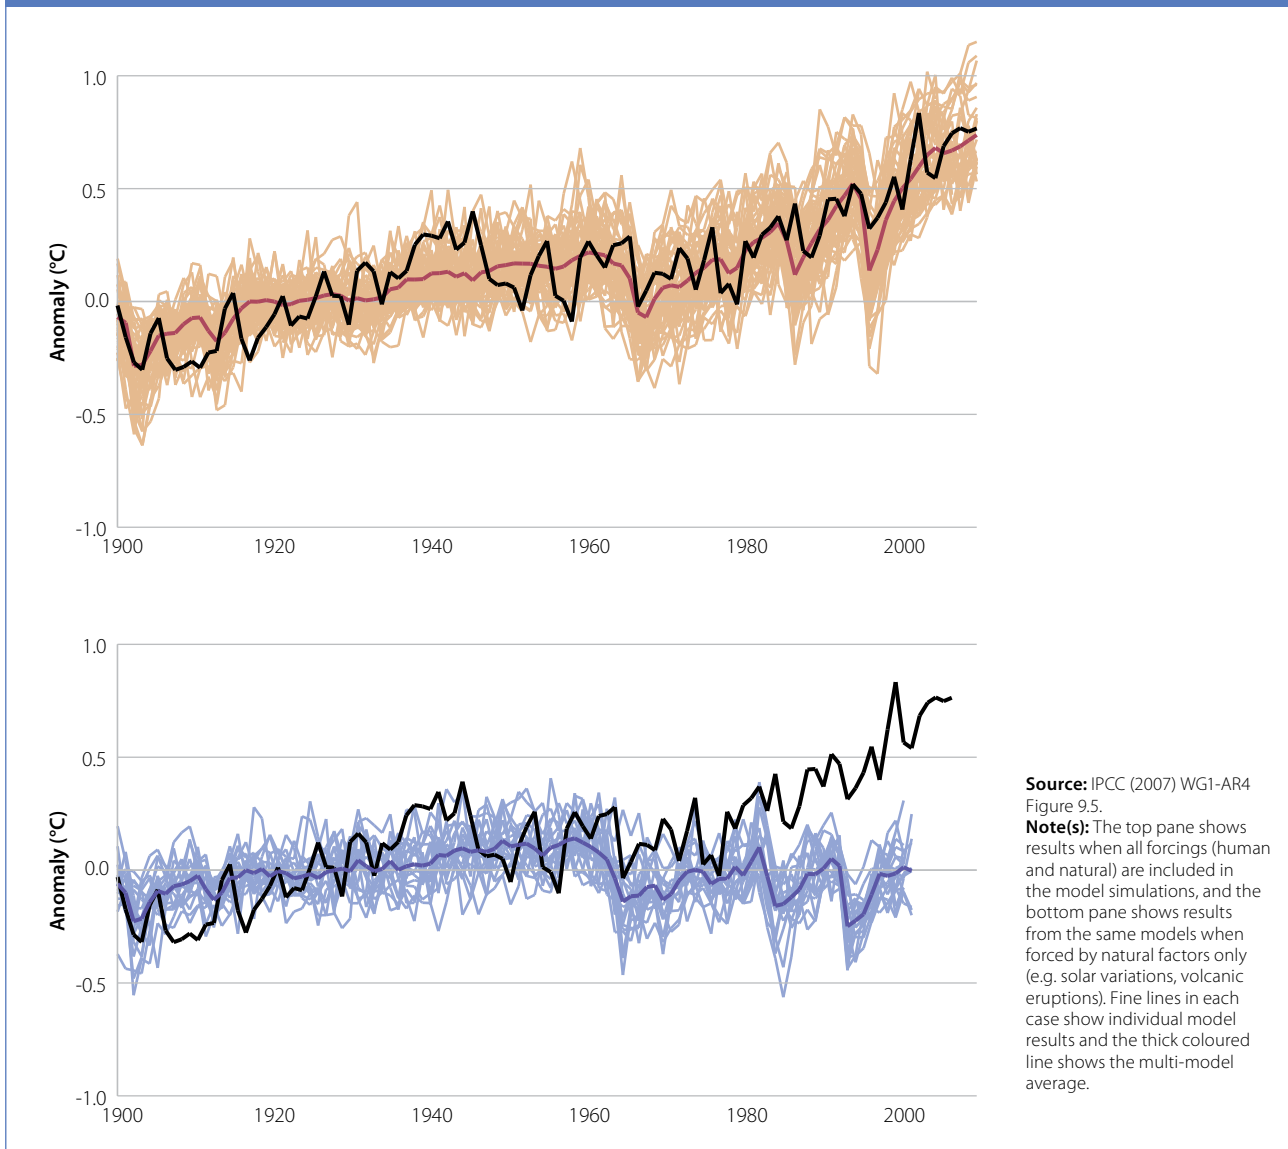 1.0
0.5
0.0
-0.5
-1.0
Anomaly (°C)
1900 1920 1940 1960 1980 2000
1.0
0.5
0.0
-0.5
-1.0
Anomaly (°C)
1900 1920 1940 1960 1980 2000
Source: IPCC (2007) WG1-AR4
Figure 9.5.
Note(s): The top pane shows
results when all forcings (human
and natural) are included in
the model simulations, and the
bottom pane shows results
from the same models when
forced by natural factors only
(e.g. solar variations, volcanic
eruptions). Fine lines in each
case show individual model
results and the thick coloured
line shows the multi-model
average.